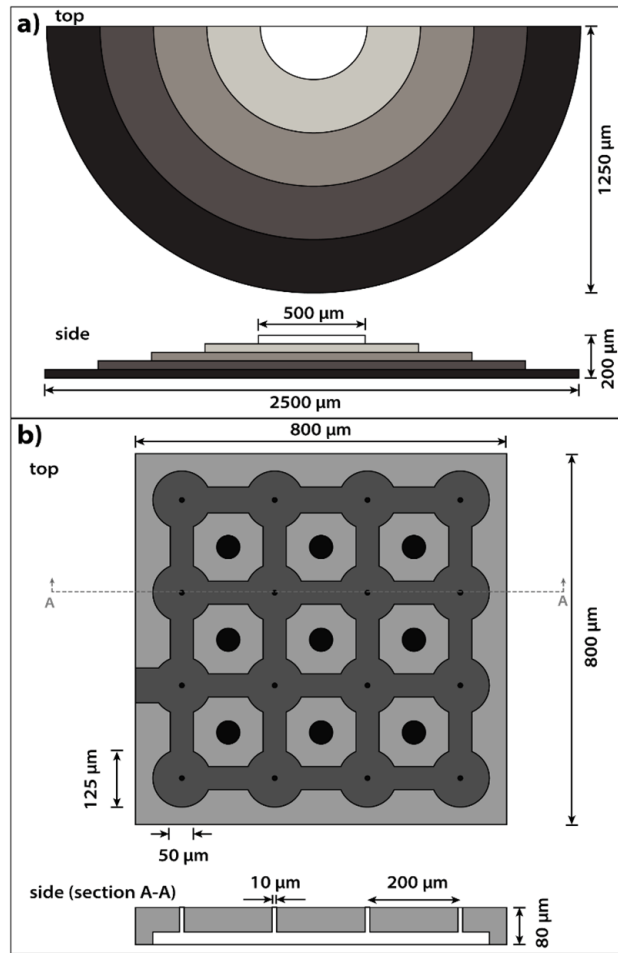 top
a)
1250 µm
500 µm
side
200 µm
2500 µm
b)
800 µm
top
A
A
800 µm
125 µm
50 µm
side (section A-A)
10 µm
200 µm
80 µm